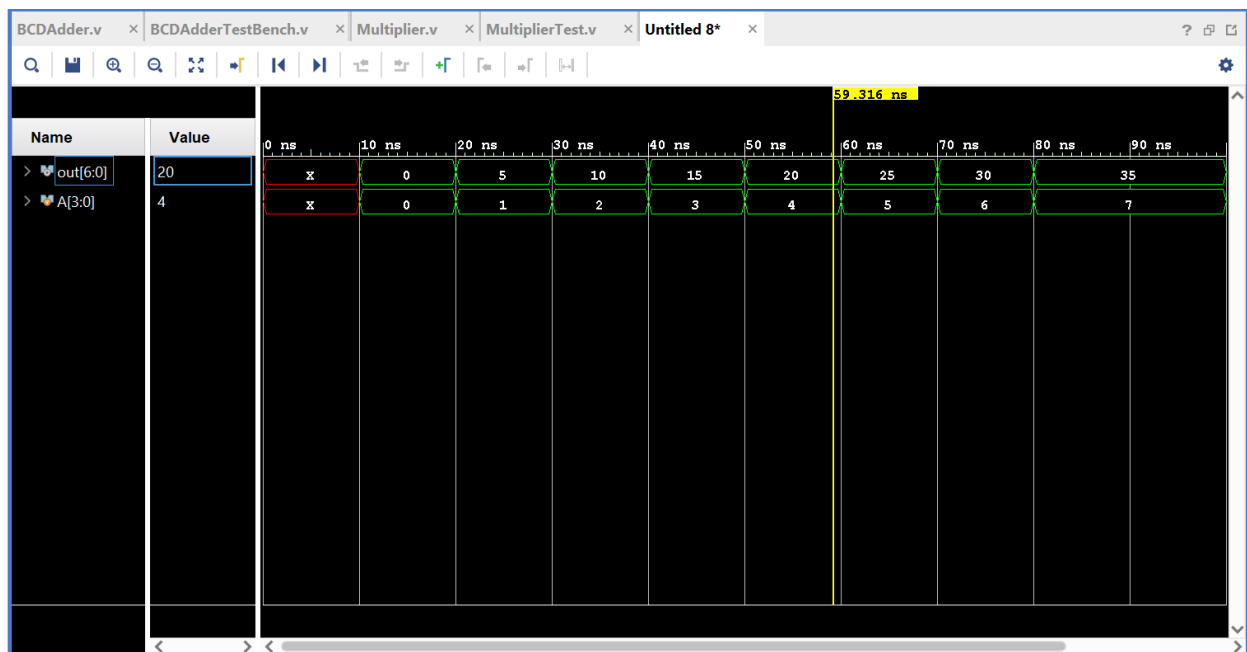 BCDAdder.v × BCDAdderTestBench.v × Multiplier.v × MultiplierTest.v × Untitled 8* × ?
59.316 ns
Name Value 0 ns 10 ns 20 ns 30 ns 40 ns 50 ns 60 ns 70 ns 80 ns 90 ns
> out[6:0] 20 X 0 5 10 15 20 25 30 35
> A[3:0] 4 X 0 1 2 3 4 5 6 7